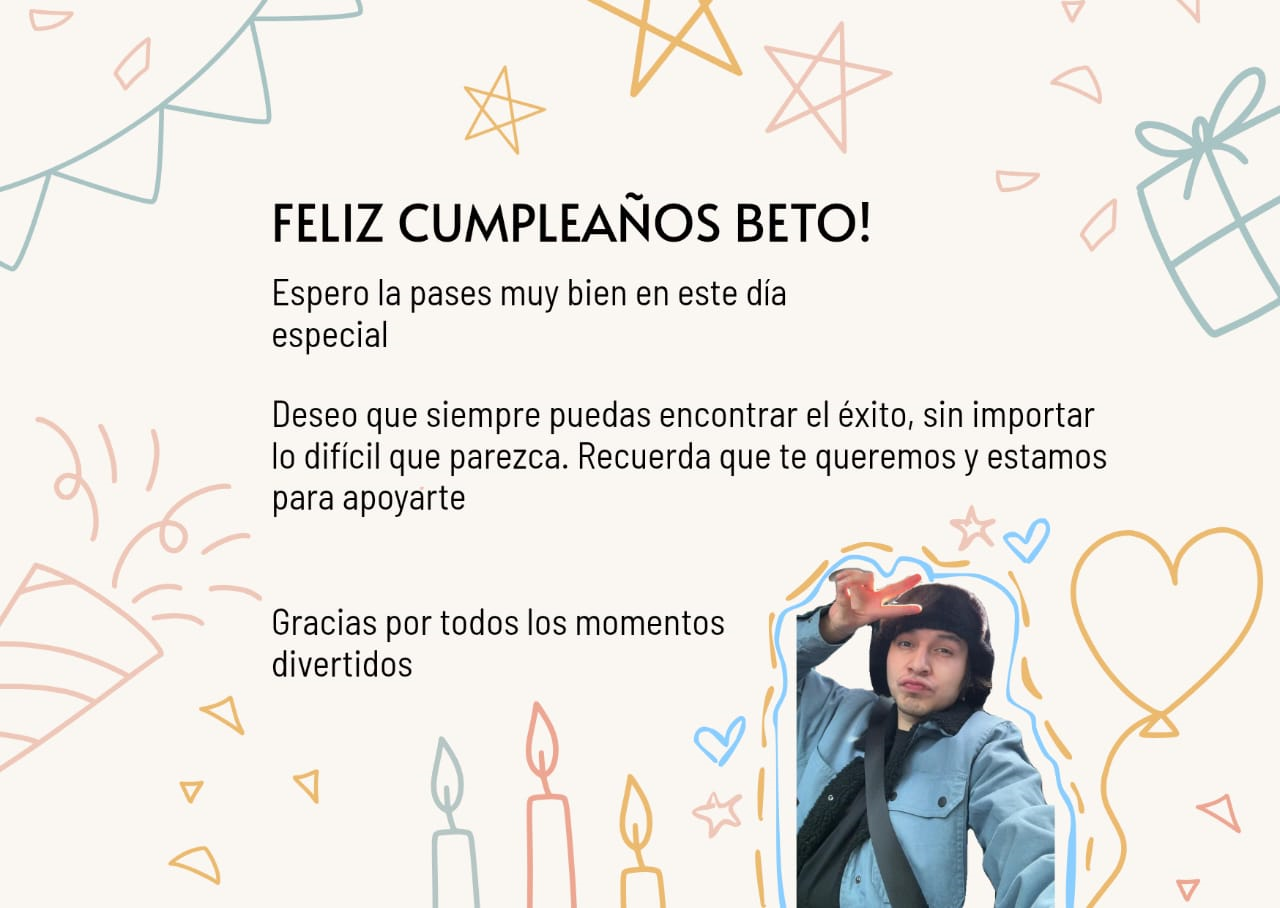 FELIZ CUMPLEAÑOS BETO!
Espero la pases muy bien en este día
especial
Deseo que siempre puedas encontrar el éxito, sin importar
lo difícil que parezca. Recuerda que te queremos y estamos
para apoyarte
Gracias por todos los momentos
divertidos